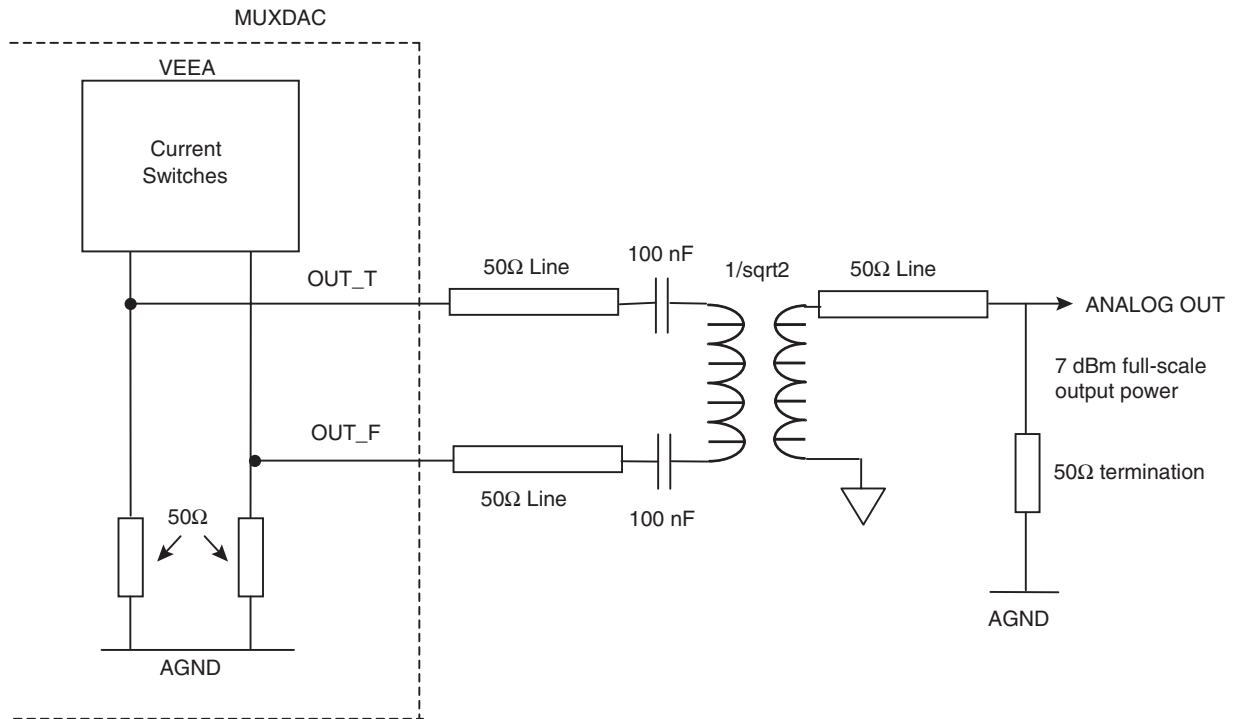 MUXDAC
VEEA
Current
Switches
OUT_T
50Ω Line
100 nF
1/sqrt2
50Ω Line
ANALOG OUT
7 dBm full-scale
output power
OUT_F
50Ω Line
100 nF
50Ω termination
50Ω
AGND
AGND